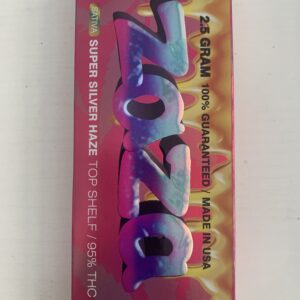 2.5 GRAM 100% GUARANTEED / MADE IN USA
ZOZO
SATIVA
SUPER SILVER HAZE TOP SHELF / 95% THC